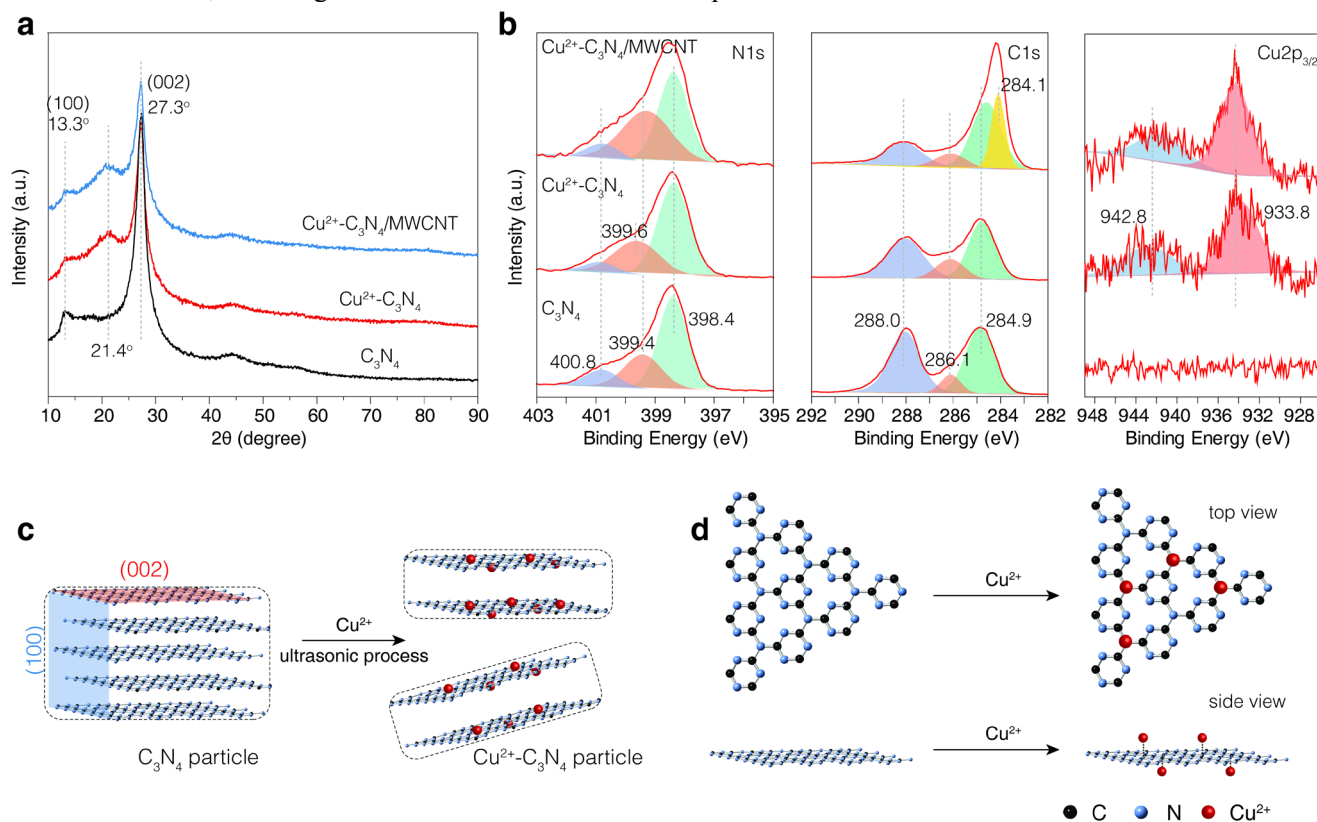 a
(002)
27.3°
(100)
13.3°
Cu²⁺-C₃N₄/MWCNT
Cu²⁺-C₃N₄
21.4°
C₃N₄
Intensity (a.u.)
10 20 30 40 50 60 70 80 90
2θ (degree)
b
Cu²⁺-C₃N₄/MWCNT
N1s
Cu²⁺-C₃N₄
399.6
C₃N₄
398.4
399.4
400.8
Intensity (a.u.)
403 401 399 397 395
Binding Energy (eV)
C1s
284.1
288.0
284.9
286.1
292 290 288 286 284 282
Binding Energy (eV)
Cu2p₃/₂
942.8
933.8
948 944 940 936 932 928
Binding Energy (eV)
c
(002)
(100)
Cu²⁺
ultrasonic process
C₃N₄ particle
Cu²⁺-C₃N₄ particle
d
top view
Cu²⁺
side view
Cu²⁺
C N Cu²⁺